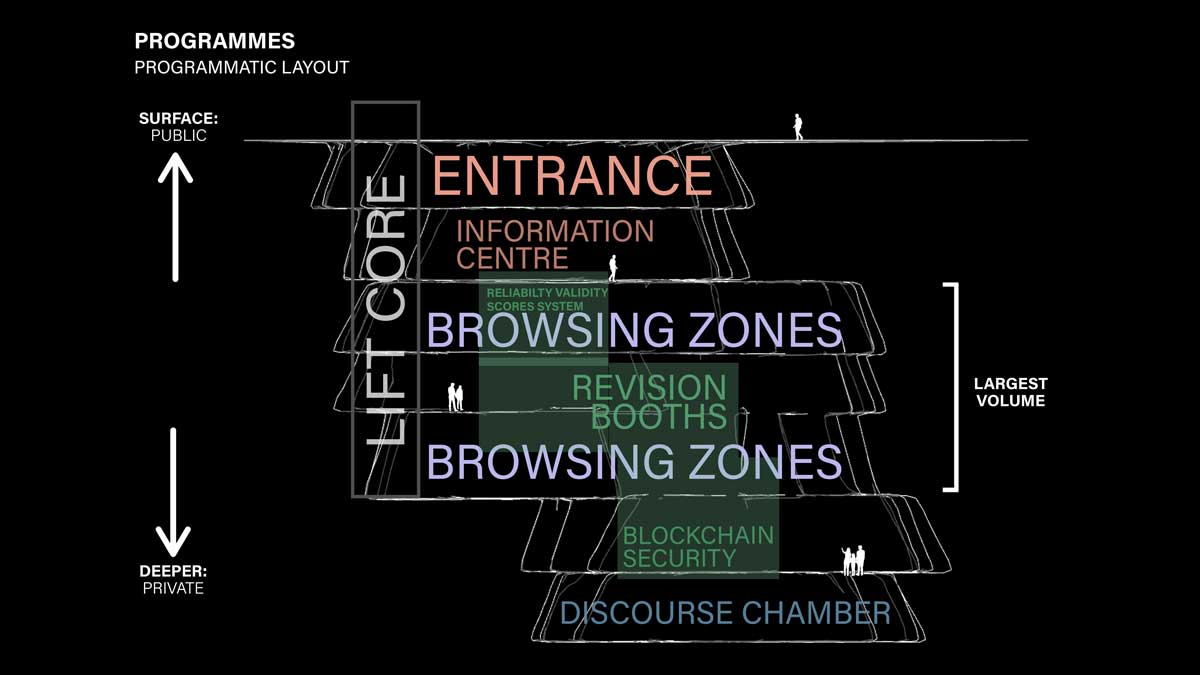 PROGRAMMES
PROGRAMMATIC LAYOUT
SURFACE:
PUBLIC
LIFT CORE
ENTRANCE
INFORMATION
CENTRE
RELIABILTY VALIDITY
SCORES SYSTEM
BROWSING ZONES
REVISION
BOOTHS
LARGEST
VOLUME
BROWSING ZONES
BLOCKCHAIN
SECURITY
DEEPER:
PRIVATE
DISCOURSE CHAMBER